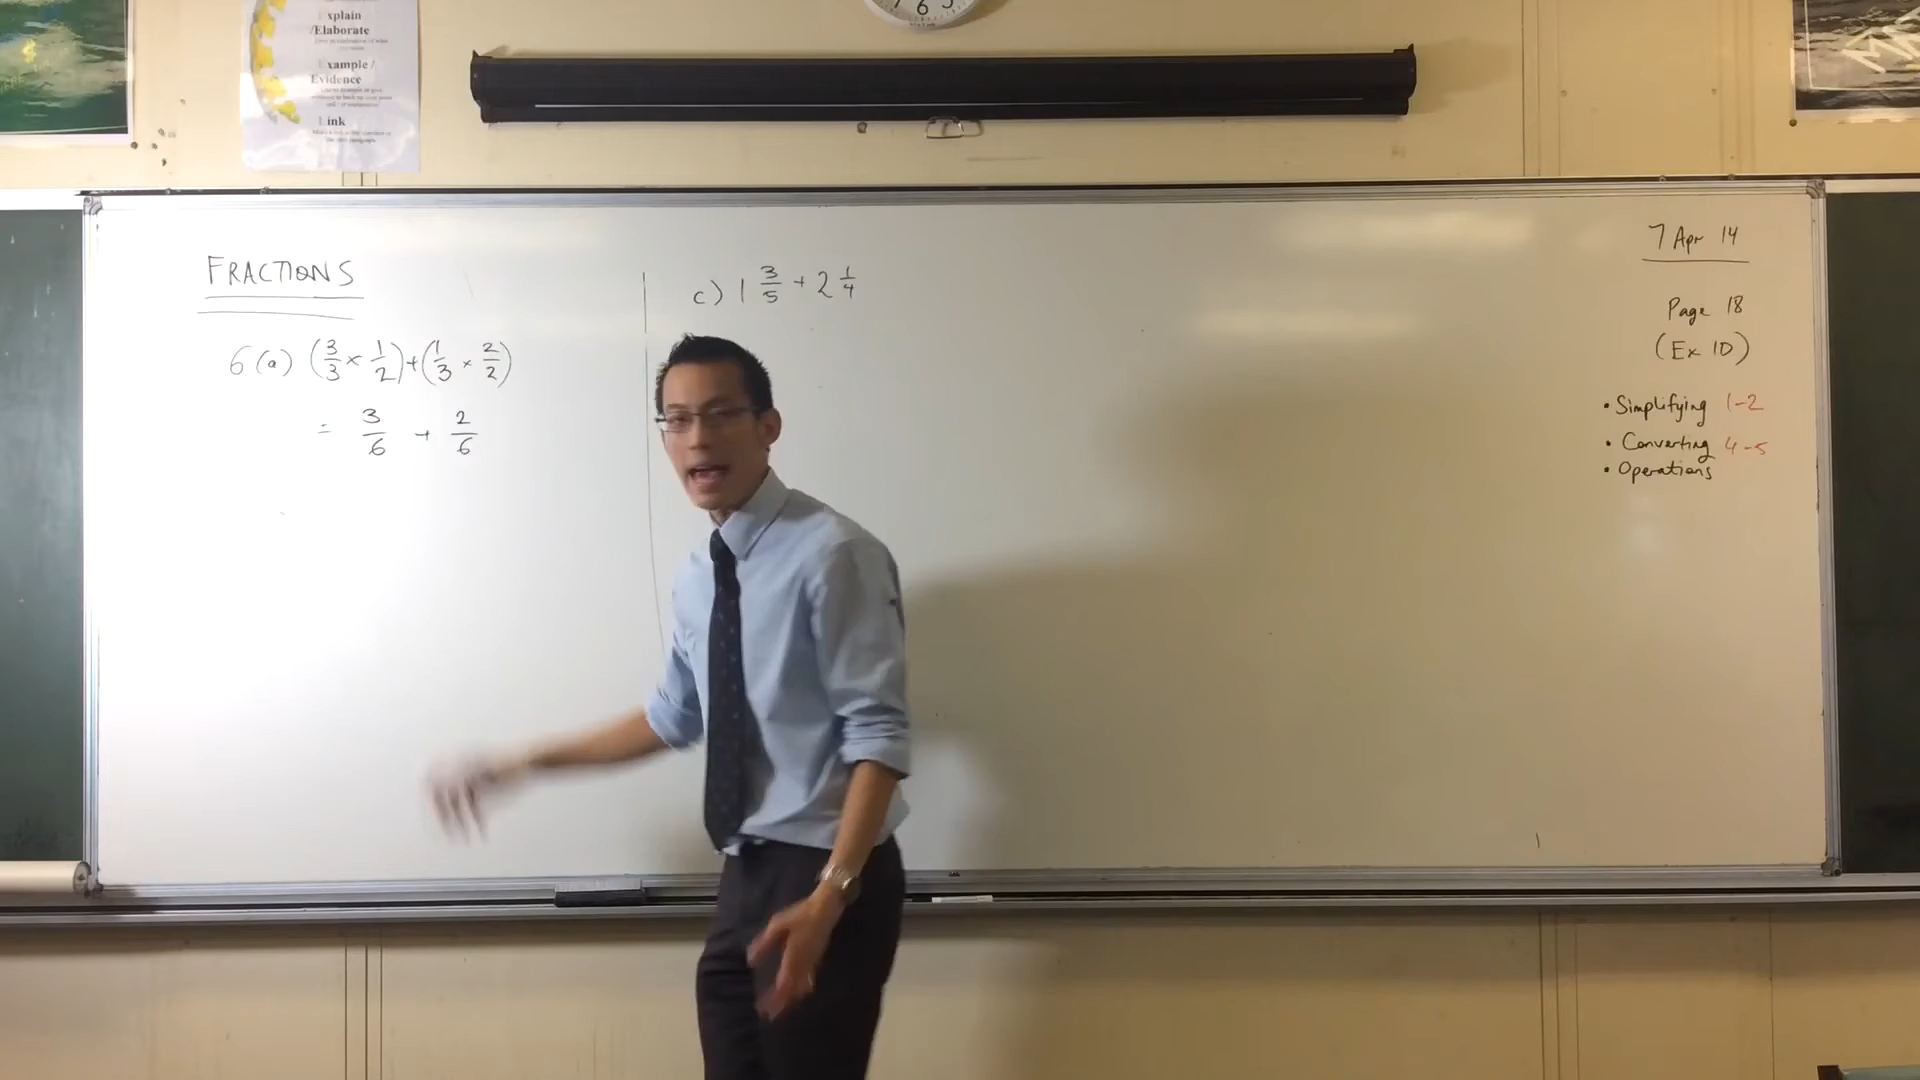 Explain
/Elaborate
Example /
Evidence
Link
6
FRACTIONS
6 (a) (3/3 × 1/2) + (1/3 × 2/2)
= 3/6 + 2/6
c) 1 3/5 + 2 1/4
7 Apr 14
Page 18
(Ex 1D)
• Simplifying 1-2
• Converting 4-5
• Operations